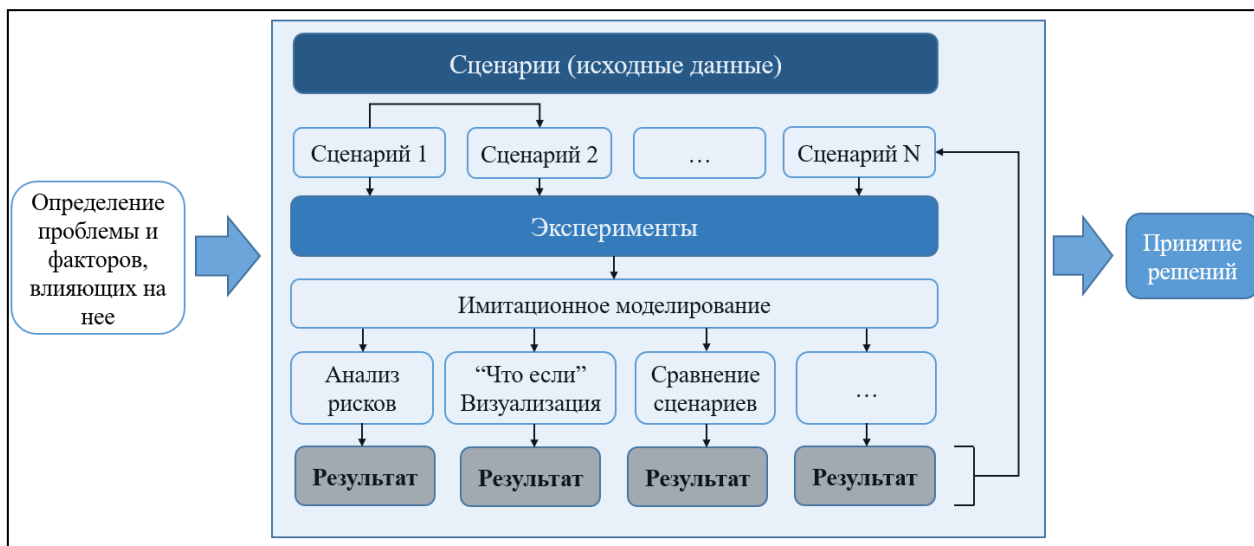 Сценарии (исходные данные)
Сценарий 1
Сценарий 2
...
Сценарий N
Определение
проблемы и
факторов,
влияющих на
нее
Эксперименты
Принятие
решений
Имитационное моделирование
Анализ
рисков
“Что если”
Визуализация
Сравнение
сценариев
...
Результат
Результат
Результат
Результат